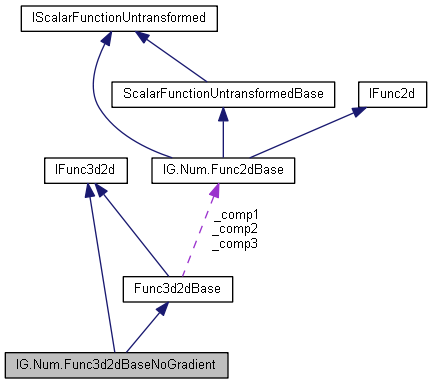 IScalarFunctionUntransformed
ScalarFunctionUntransformedBase
IFunc2d
IFunc3d2d
IG.Num.Func2dBase
_comp1
_comp2
_comp3
Func3d2dBase
IG.Num.Func3d2dBaseNoGradient